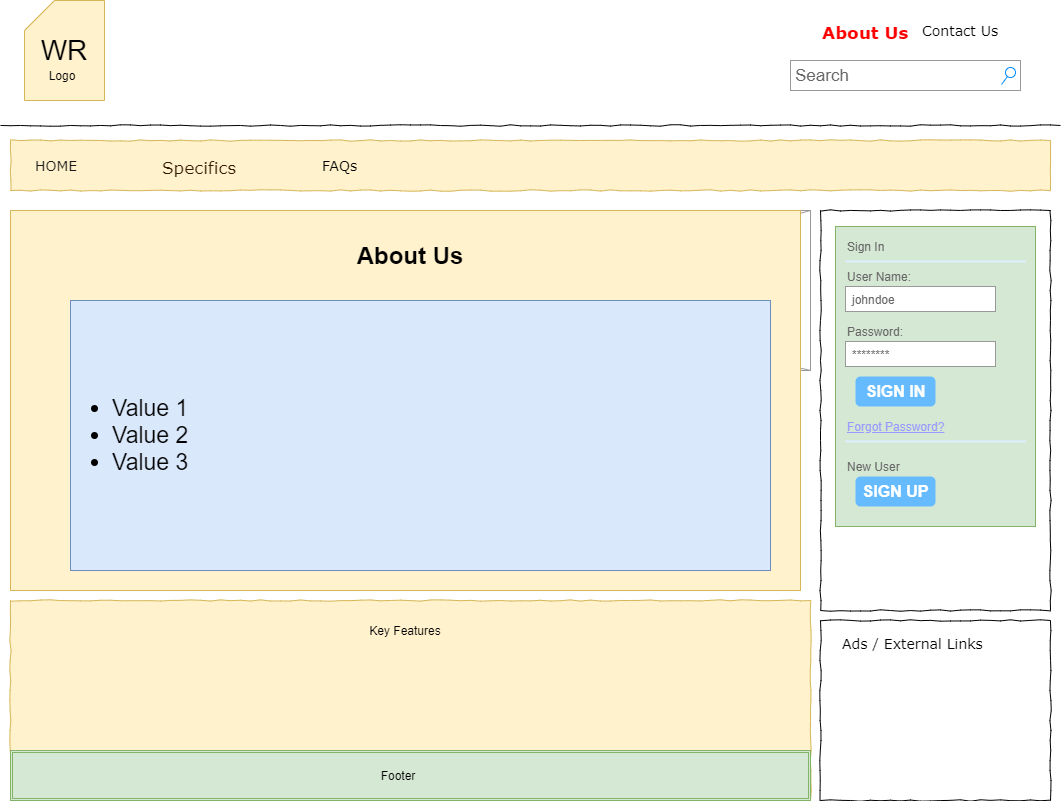 WR
Logo
About Us
Contact Us
Search
HOME
Specifics
FAQs
About Us
• Value 1
• Value 2
• Value 3
Sign In
User Name:
johndoe
Password:
********
SIGN IN
Forgot Password?
New User
SIGN UP
Key Features
Ads / External Links
Footer